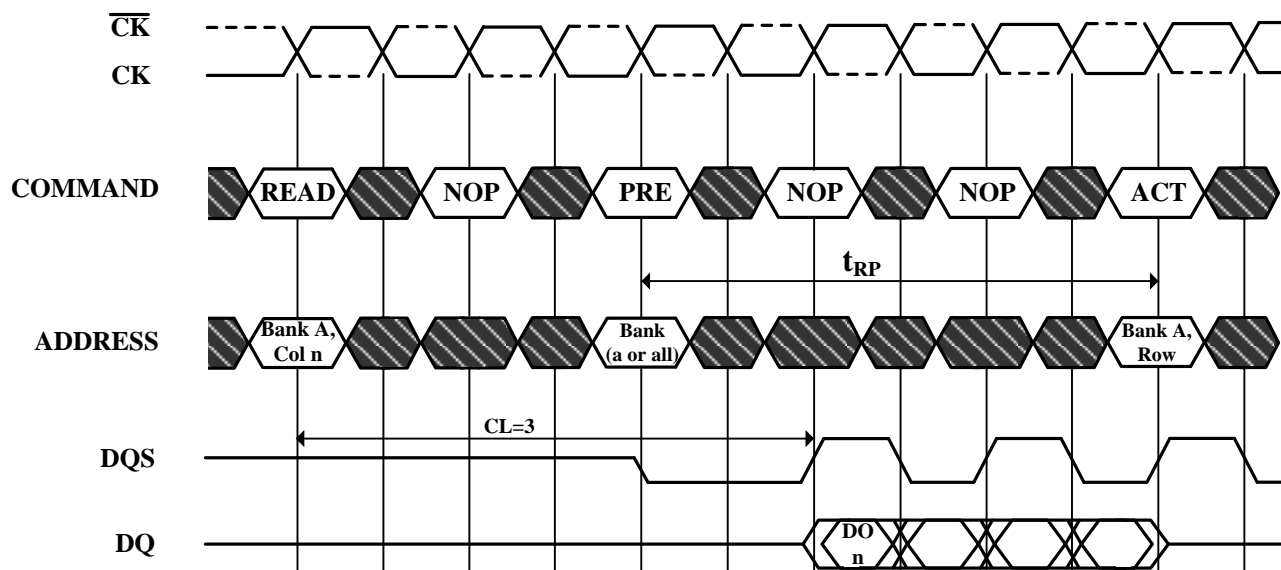 CK
CK
COMMAND READ NOP PRE NOP NOP ACT
tRP
ADDRESS Bank A, Col n Bank (a or all) Bank A, Row
CL=3
DQS
DQ DO n